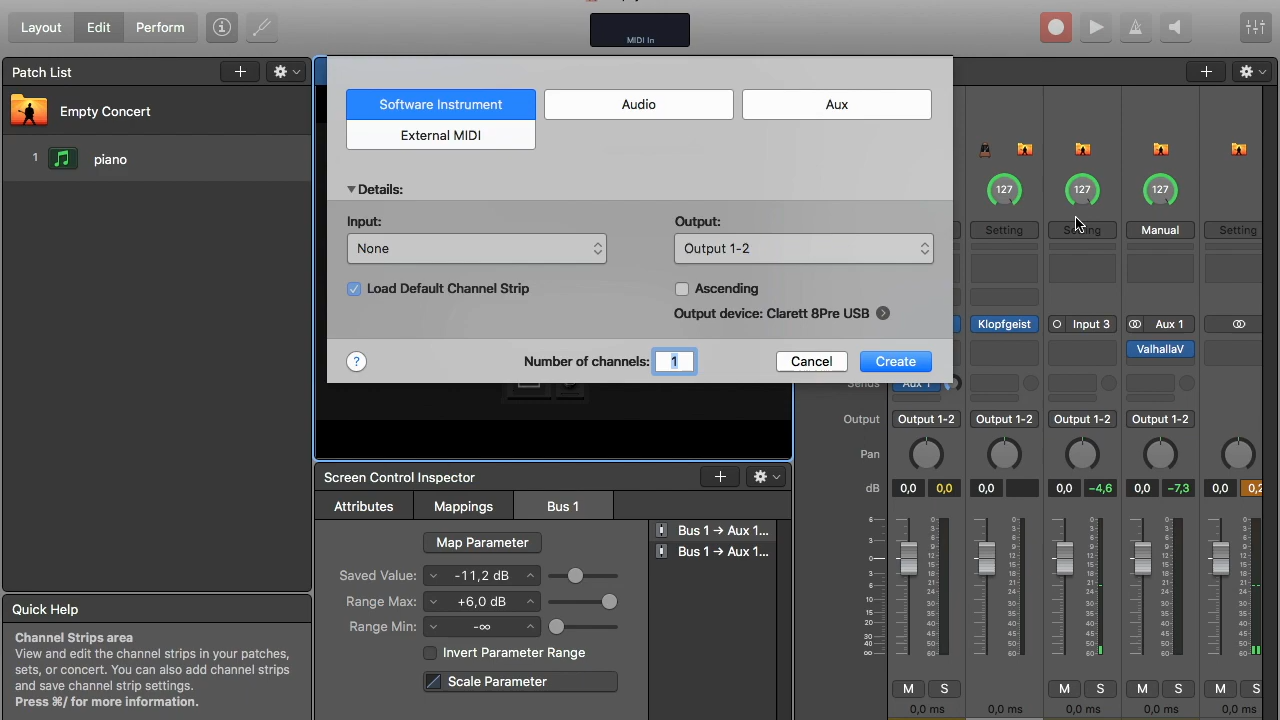 Layout Edit Perform
MIDI In
Patch List
Empty Concert
1 piano
Software Instrument Audio Aux
External MIDI
Details:
Input: Output:
None Output 1-2
Load Default Channel Strip Ascending
Output device: Clarett 8Pre USB
? Number of channels: 1 Cancel Create
127 127 127
Setting Manual Setting
Klopfgeist Input 3 Aux 1
ValhallaV
Sends Aux 1
Output Output 1-2 Output 1-2 Output 1-2 Output 1-2
Pan
dB 0,0 0,0 0,0 0,0 -4,6 0,0 -7,3 0,0 0,2
Screen Control Inspector
Attributes Mappings Bus 1
Map Parameter
Saved Value: -11,2 dB
Range Max: +6,0 dB
Range Min: -∞
Invert Parameter Range
Scale Parameter
Bus 1 → Aux 1...
Bus 1 → Aux 1...
M S M S M S M S
0,0 ms 0,0 ms 0,0 ms 0,0 ms 0,0 ms
Quick Help
Channel Strips area
View and edit the channel strips in your patches,
sets, or concert. You can also add channel strips
and save channel strip settings.
Press ⌘/ for more information.